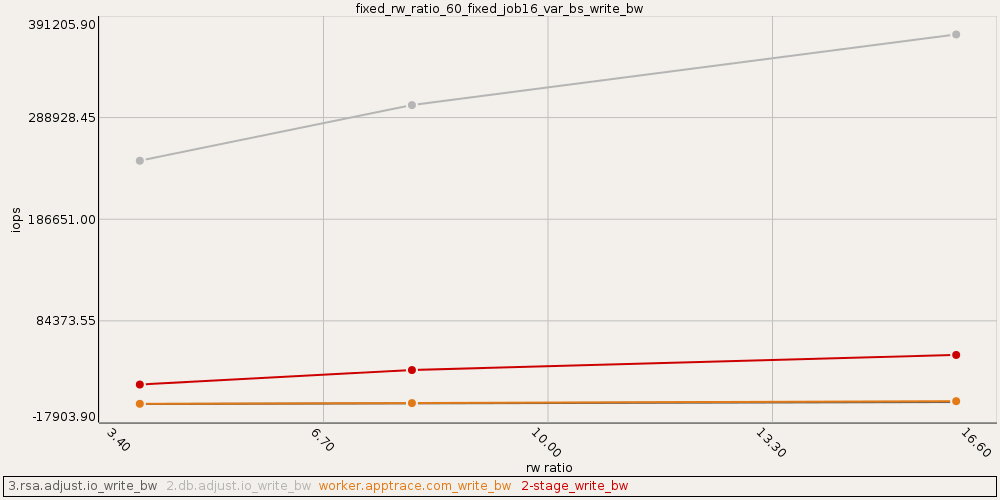 fixed_rw_ratio_60_fixed_job16_var_bs_write_bw
391205.90
288928.45
186651.00
84373.55
-17903.90
iops
3.40
6.70
10.00
13.30
16.60
rw ratio
3.rsa.adjust.io_write_bw 2.db.adjust.io_write_bw worker.apptrace.com_write_bw 2-stage_write_bw